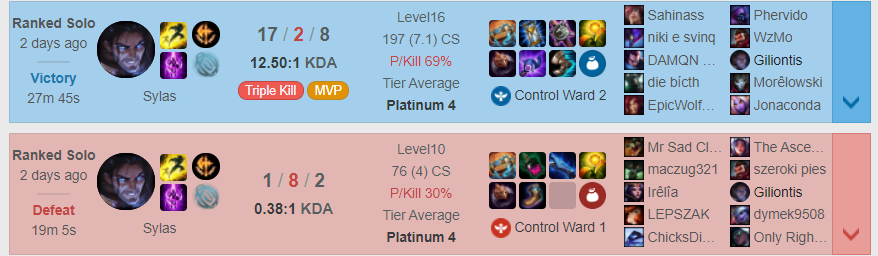 Ranked Solo
2 days ago
Victory
27m 45s
Sylas
17 / 2 / 8
12.50:1 KDA
Triple Kill MVP
Level16
197 (7.1) CS
P/Kill 69%
Tier Average
Platinum 4
Control Ward 2
Sahinass Phervido
niki e svinq WzMo
DAMQN ... Giliontis
die bícth Morêlowski
EpicWolf... Jonaconda
Ranked Solo
2 days ago
Defeat
19m 5s
Sylas
1 / 8 / 2
0.38:1 KDA
Level10
76 (4) CS
P/Kill 30%
Tier Average
Platinum 4
Control Ward 1
Mr Sad Cl... The Asce...
maczug321 szeroki pies
Irêlîa Giliontis
LEPSZAK dymek9508
ChicksDi... Only Righ...